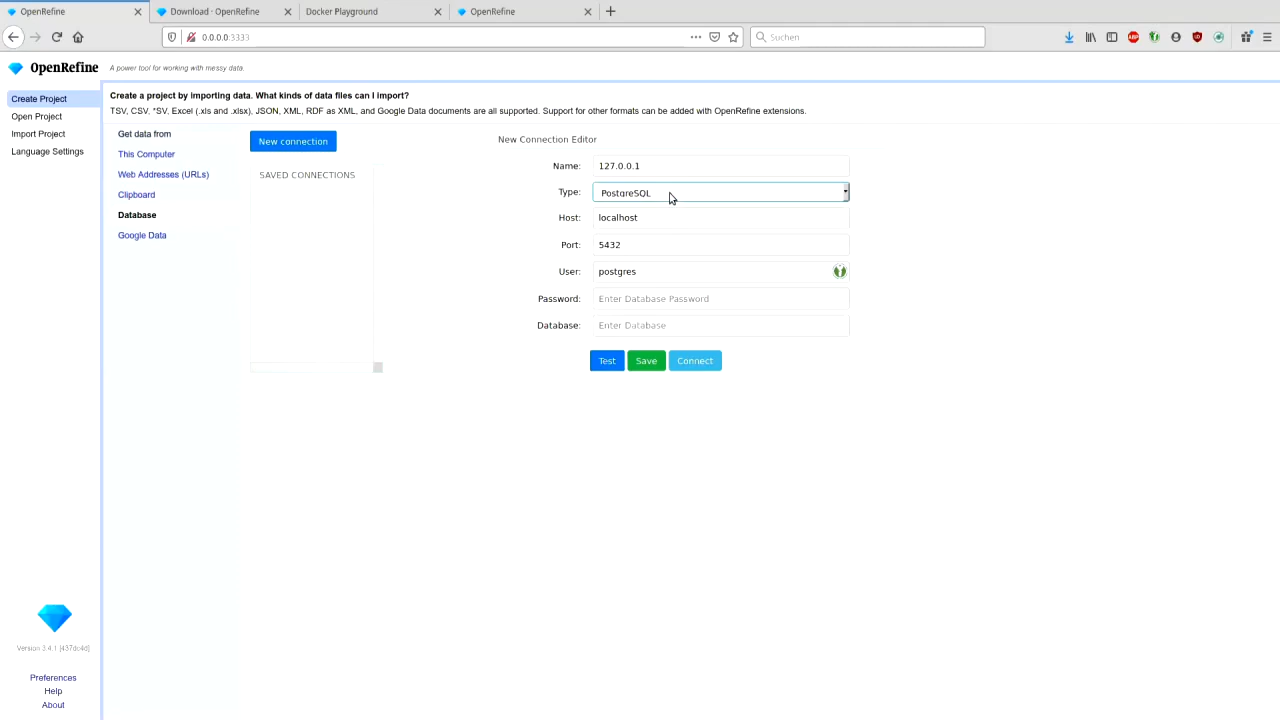 OpenRefine
Download · OpenRefine
Docker Playground
OpenRefine
0.0.0.0:3333
Suchen
OpenRefine
A power tool for working with messy data.
Create Project
Open Project
Import Project
Language Settings
Create a project by importing data. What kinds of data files can I import?
TSV, CSV, *SV, Excel (.xls and .xlsx), JSON, XML, RDF as XML, and Google Data documents are all supported. Support for other formats can be added with OpenRefine extensions.
Get data from
This Computer
Web Addresses (URLs)
Clipboard
Database
Google Data
New connection
SAVED CONNECTIONS
New Connection Editor
Name: 127.0.0.1
Type: PostgreSQL
Host: localhost
Port: 5432
User: postgres
Password: Enter Database Password
Database: Enter Database
Test Save Connect
Version 3.4.1 [437dc4d]
Preferences
Help
About